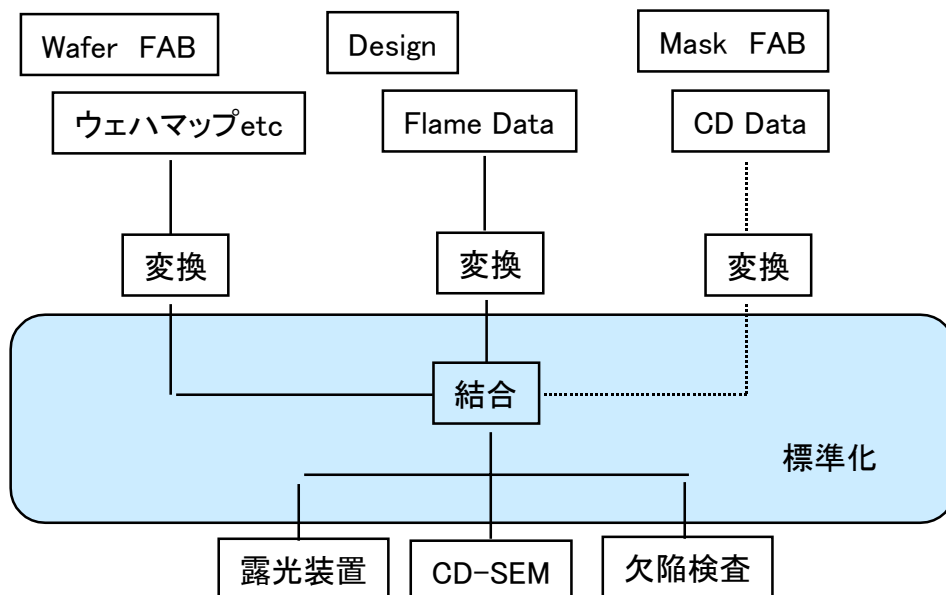 Wafer FAB
Design
Mask FAB
ウェハマップetc
Flame Data
CD Data
変換
変換
変換
結合
標準化
露光装置
CD-SEM
欠陥検査